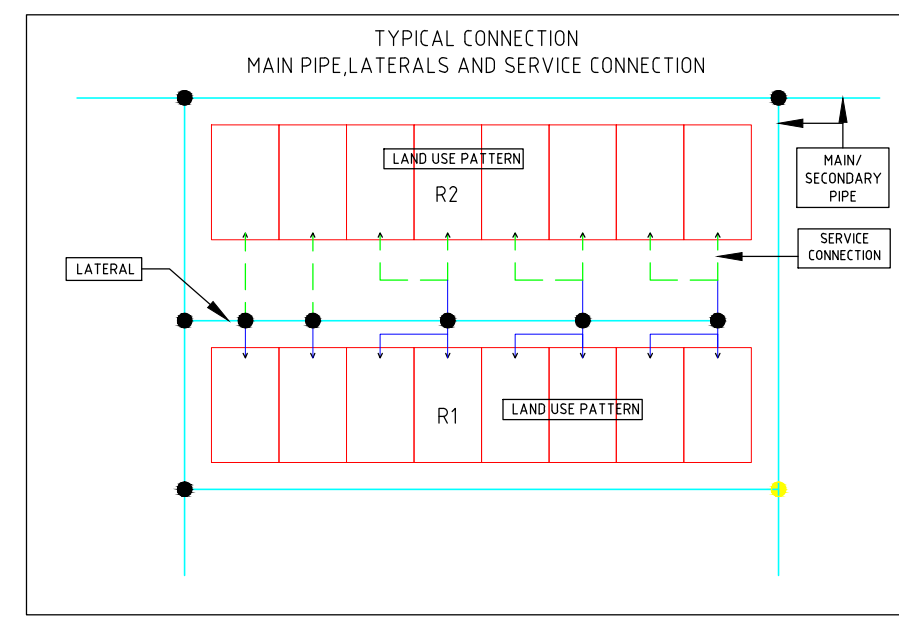 TYPICAL CONNECTION
MAIN PIPE,LATERALS AND SERVICE CONNECTION
LAND USE PATTERN
R2
MAIN/
SECONDARY
PIPE
SERVICE
CONNECTION
LATERAL
LAND USE PATTERN
R1